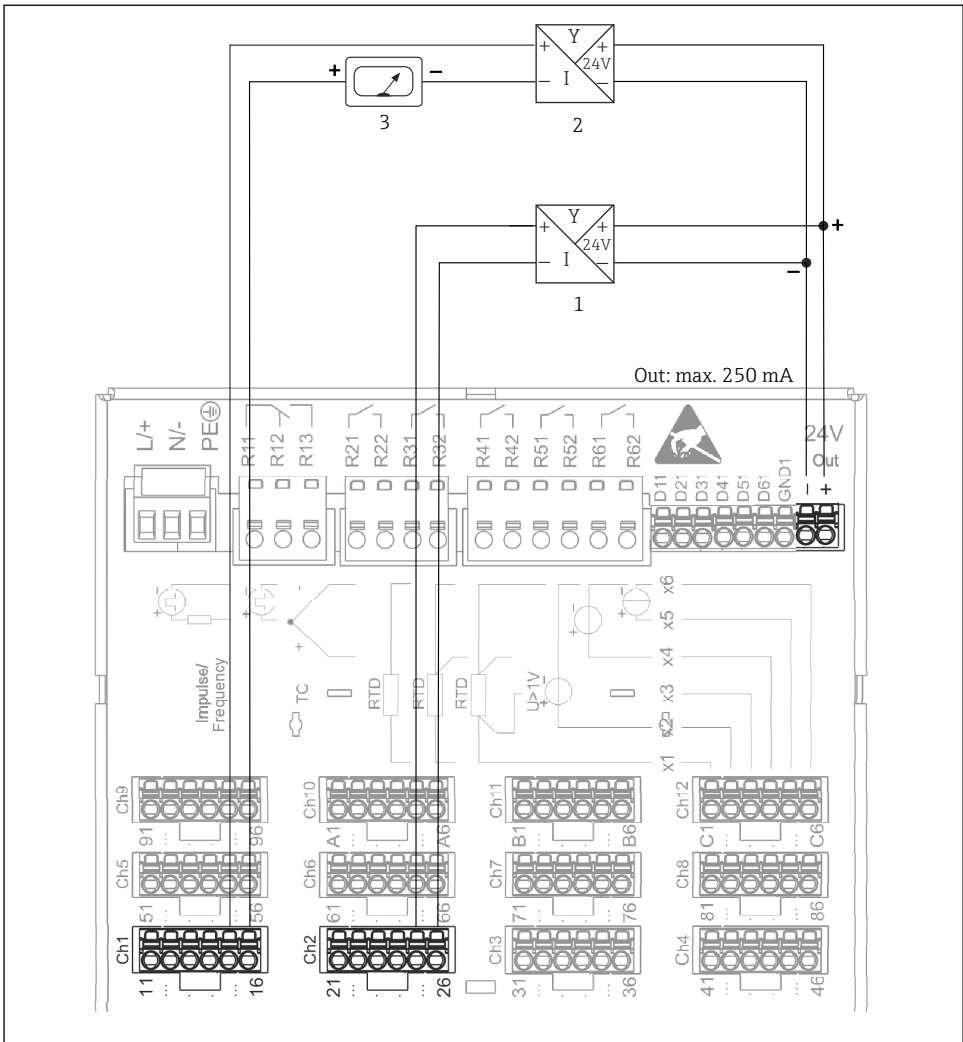 Y
+ +
24V
− I −
2
+ −
3
Y
+ +
24V
− I −
1
+
−
Out: max. 250 mA
L/+ N/- PE
R11 R12 R13
R21 R22 R31 R32
R41 R42 R51 R52 R61 R62
24V
Out
D11 D21 D31 D41 D51 D61 GND1 − +
- + - + - +
Impulse/
Frequency
TC
RTD RTD RTD
U>1V
+ -
+ -
+ -
x6
x5
x4
x3
x2
x1
Ch9 91 ... ... 96
Ch10 A1 ... ... A6
Ch11 B1 ... ... B6
Ch12 C1 ... ... C6
Ch5 51 ... ... 56
Ch6 61 ... ... 66
Ch7 71 ... ... 76
Ch8 81 ... ... 86
Ch1 11 ... ... 16
Ch2 21 ... ... 26
Ch3 31 ... ... 36
Ch4 41 ... ... 46